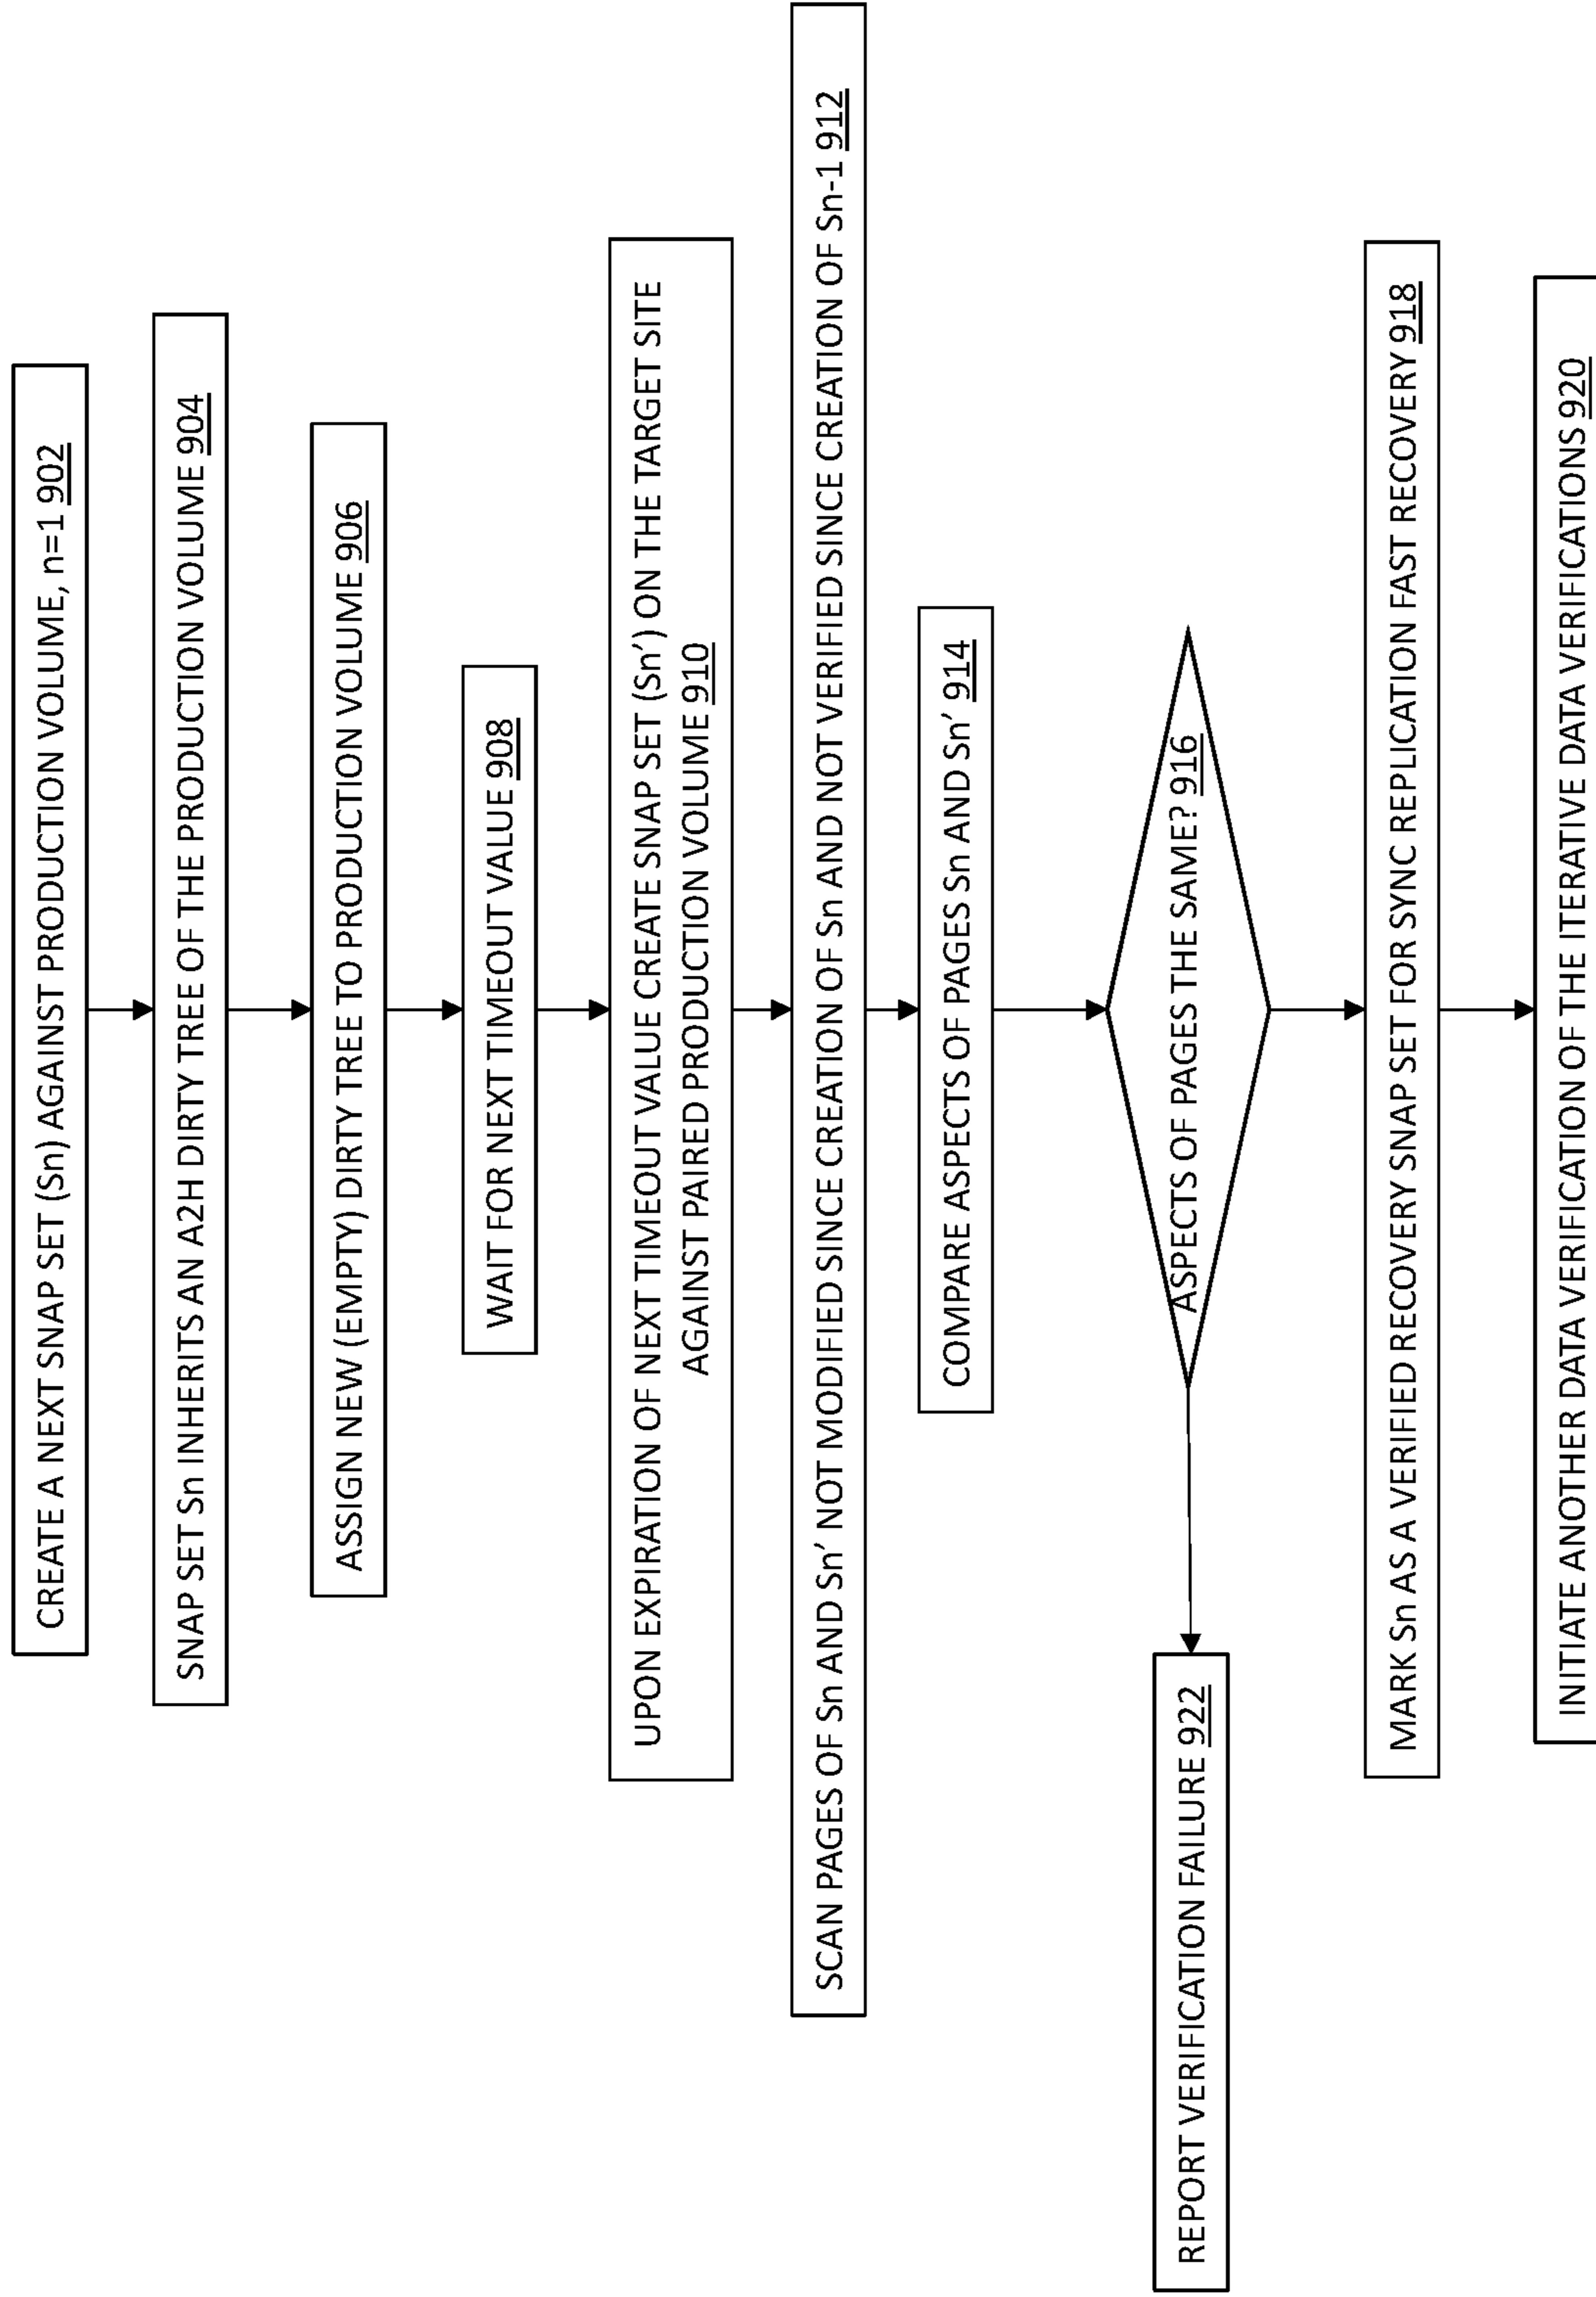 CREATE A NEXT SNAP SET (Sn) AGAINST PRODUCTION VOLUME, n=1 902
SNAP SET Sn INHERITS AN A2H DIRTY TREE OF THE PRODUCTION VOLUME 904
ASSIGN NEW (EMPTY) DIRTY TREE TO PRODUCTION VOLUME 906
WAIT FOR NEXT TIMEOUT VALUE 908
UPON EXPIRATION OF NEXT TIMEOUT VALUE CREATE SNAP SET (Sn′) ON THE TARGET SITE
AGAINST PAIRED PRODUCTION VOLUME 910
SCAN PAGES OF Sn AND Sn′ NOT MODIFIED SINCE CREATION OF Sn AND NOT VERIFIED SINCE CREATION OF Sn-1 912
COMPARE ASPECTS OF PAGES Sn AND Sn′ 914
ASPECTS OF PAGES THE SAME? 916
REPORT VERIFICATION FAILURE 922
MARK Sn AS A VERIFIED RECOVERY SNAP SET FOR SYNC REPLICATION FAST RECOVERY 918
INITIATE ANOTHER DATA VERIFICATION OF THE ITERATIVE DATA VERIFICATIONS 920